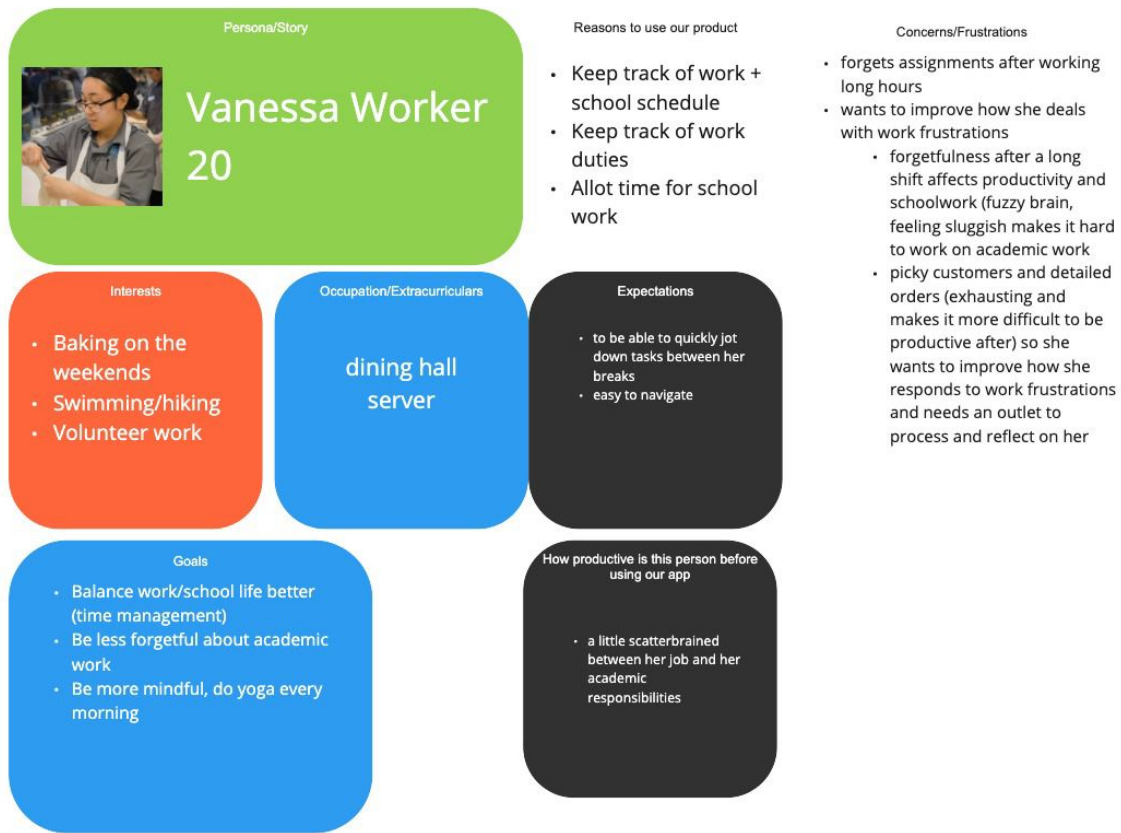 Persona/Story
Vanessa Worker
20
Reasons to use our product
• Keep track of work +
school schedule
• Keep track of work
duties
• Allot time for school
work
Concerns/Frustrations
• forgets assignments after working
long hours
• wants to improve how she deals
with work frustrations
• forgetfulness after a long
shift affects productivity and
schoolwork (fuzzy brain,
feeling sluggish makes it hard
to work on academic work
• picky customers and detailed
orders (exhausting and
makes it more difficult to be
productive after) so she
wants to improve how she
responds to work frustrations
and needs an outlet to
process and reflect on her
Interests
• Baking on the
weekends
• Swimming/hiking
• Volunteer work
Occupation/Extracurriculars
dining hall
server
Expectations
• to be able to quickly jot
down tasks between her
breaks
• easy to navigate
Goals
• Balance work/school life better
(time management)
• Be less forgetful about academic
work
• Be more mindful, do yoga every
morning
How productive is this person before
using our app
• a little scatterbrained
between her job and her
academic
responsibilities